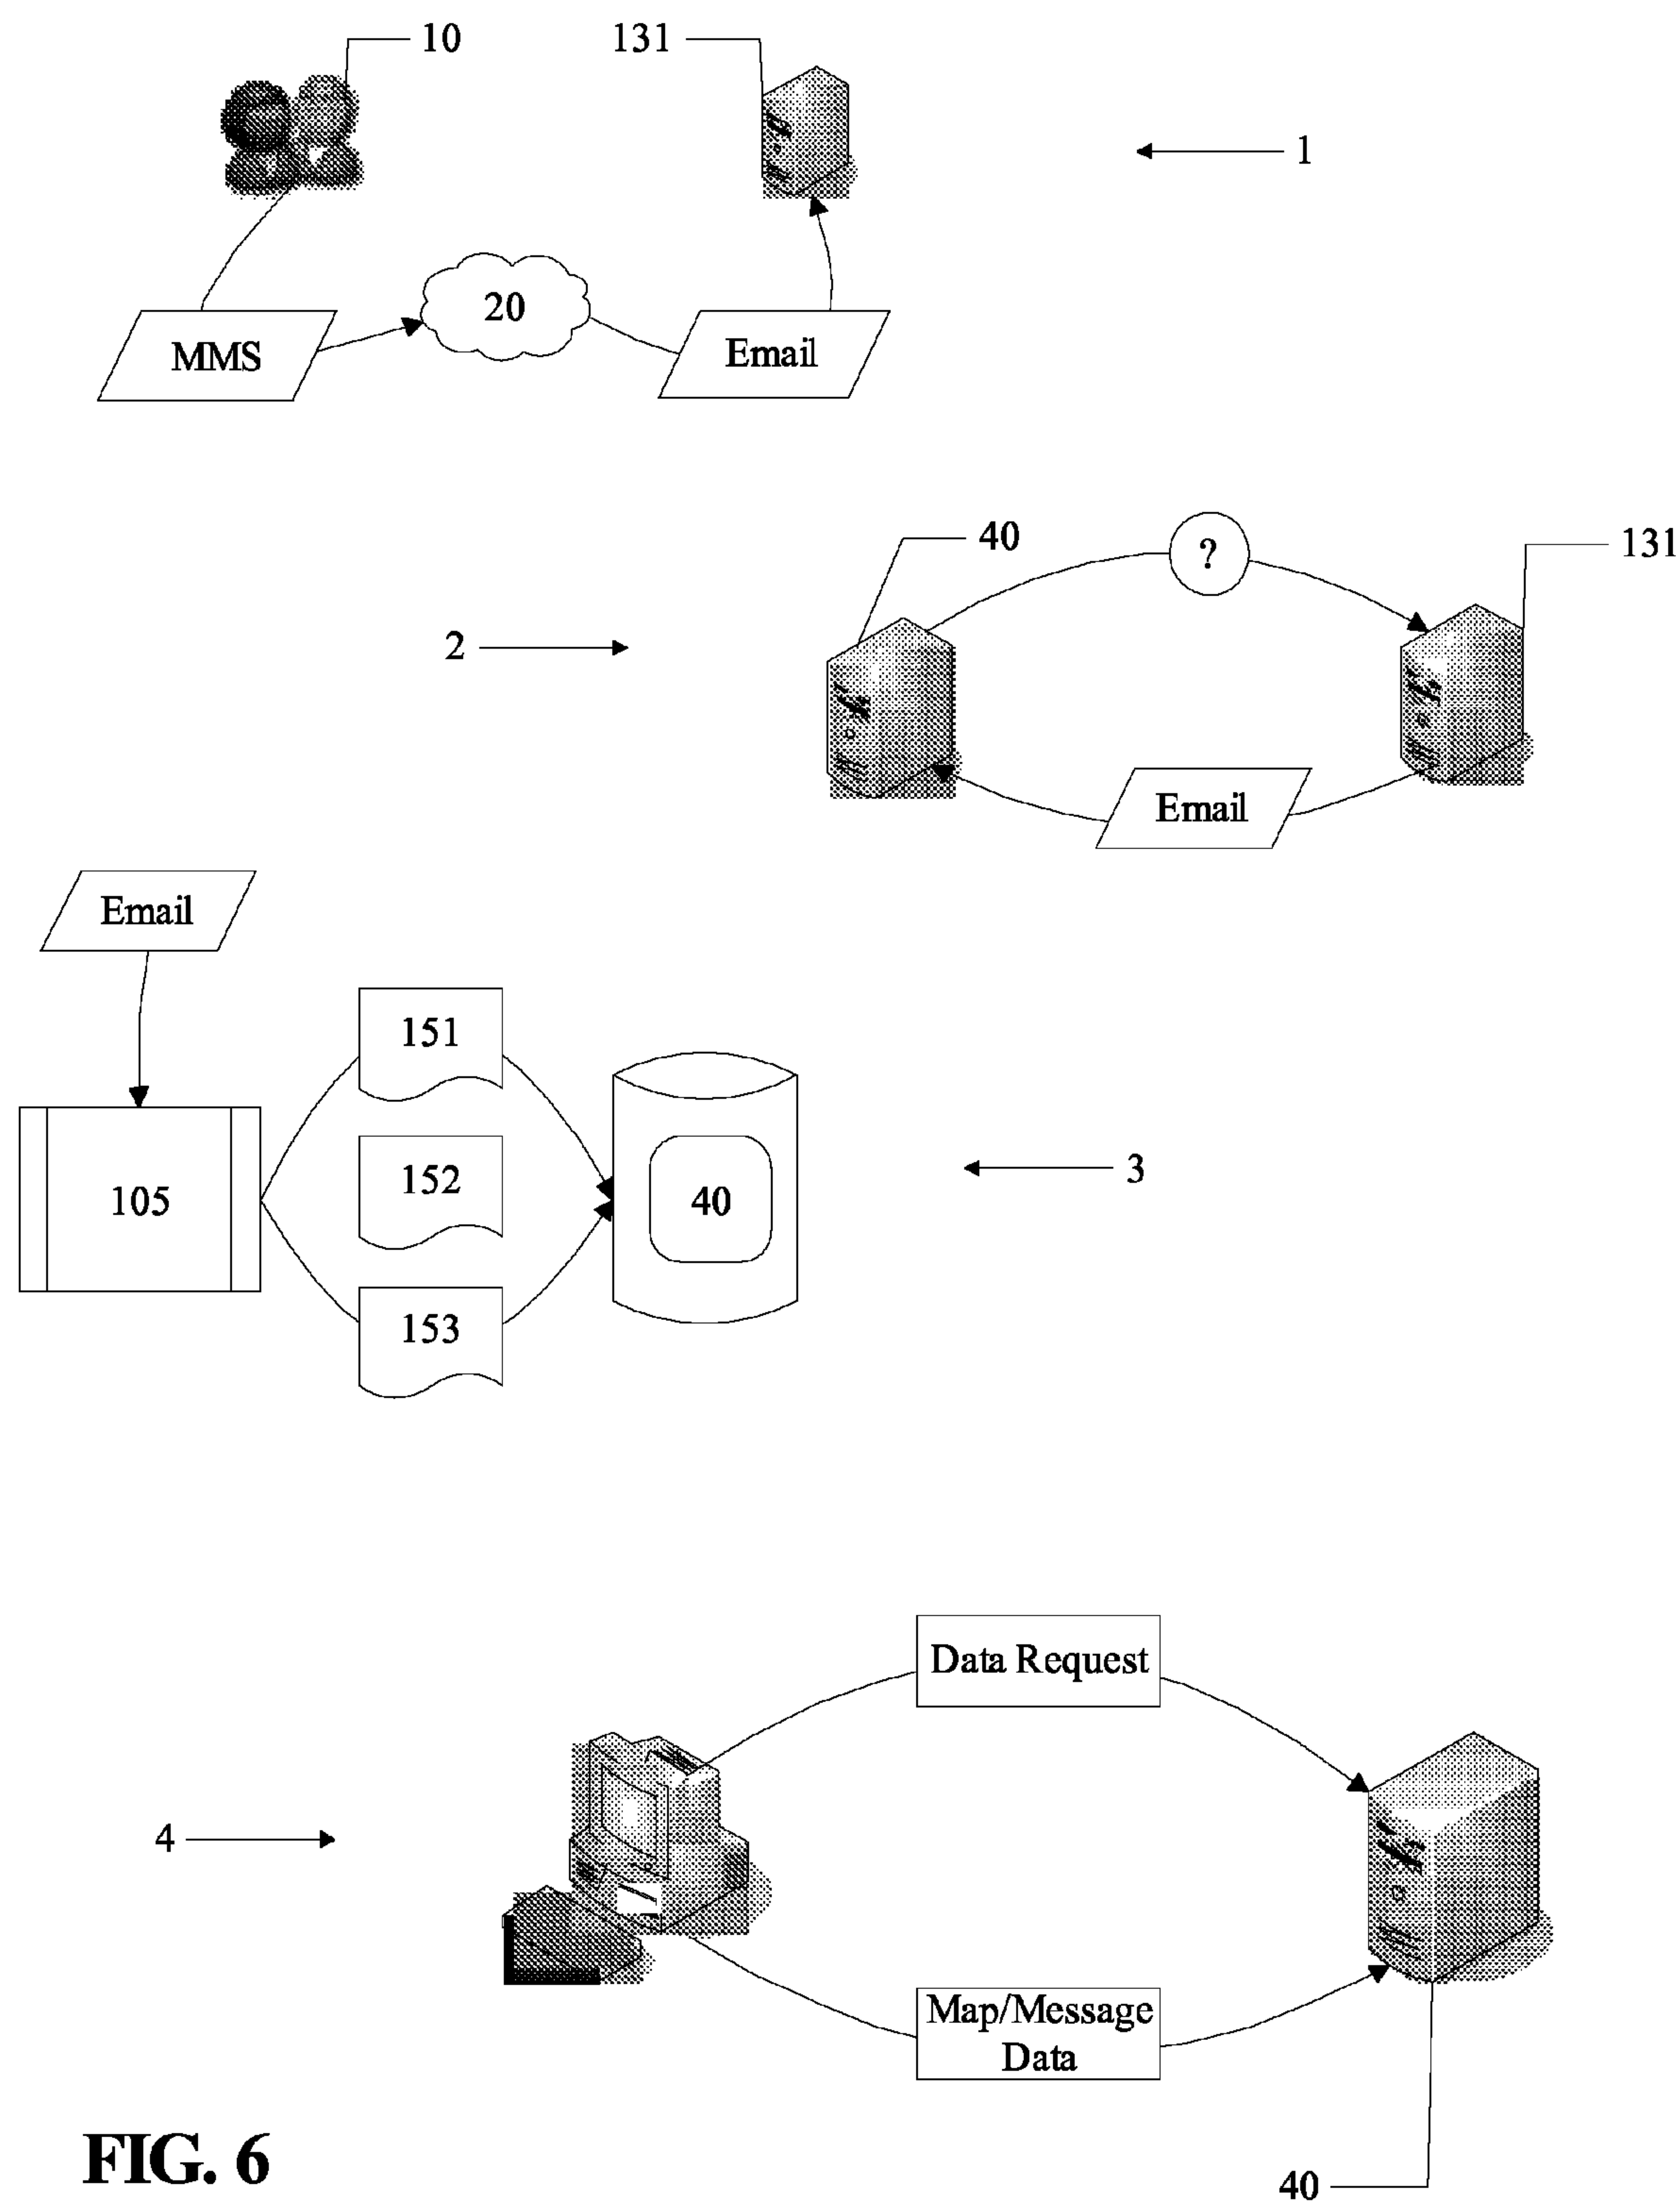 10
131
1
20
MMS
Email
40
?
131
2
Email
Email
151
152
3
105
40
153
Data Request
4
Map/Message
Data
FIG. 6
40